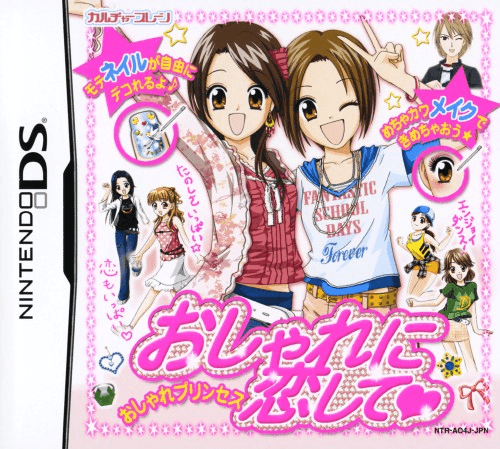 カルチャーブレーン
モテネイルが自由に
デコれるよ♪
めちゃカワメイクで
きめちゃおう★
NINTENDO DS
たのしさいっぱい☆
恋もいっぱい
エンジョイ
ダンス!
FANTASTIC
SCHOOL
DAYS
Forever
おしゃれに
恋して
おしゃれプリンセス
NTR-AQ4J-JPN